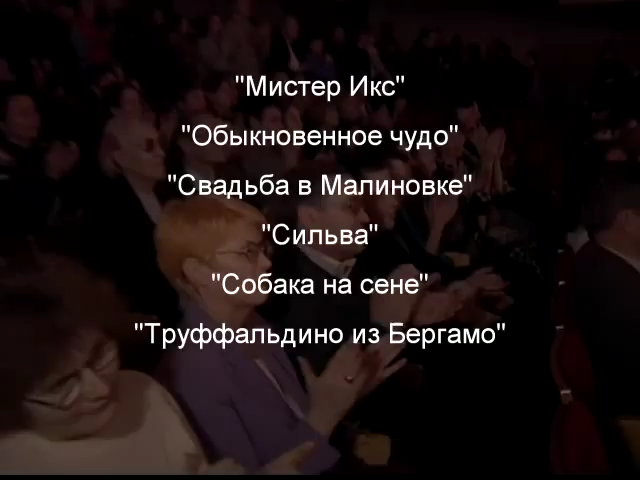 "Мистер Икс"
"Обыкновенное чудо"
"Свадьба в Малиновке"
"Сильва"
"Собака на сене"
"Труффальдино из Бергамо"